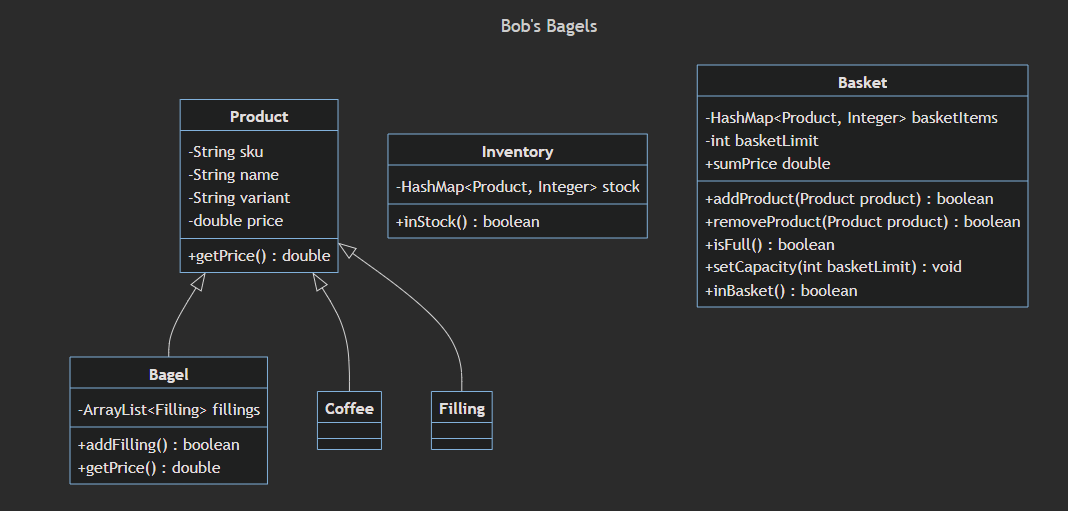 Bob's Bagels
Product
-String sku
-String name
-String variant
-double price
+getPrice() : double
Inventory
-HashMap<Product, Integer> stock
+inStock() : boolean
Basket
-HashMap<Product, Integer> basketItems
-int basketLimit
+sumPrice double
+addProduct(Product product) : boolean
+removeProduct(Product product) : boolean
+isFull() : boolean
+setCapacity(int basketLimit) : void
+inBasket() : boolean
Bagel
-ArrayList<Filling> fillings
+addFilling() : boolean
+getPrice() : double
Coffee
Filling